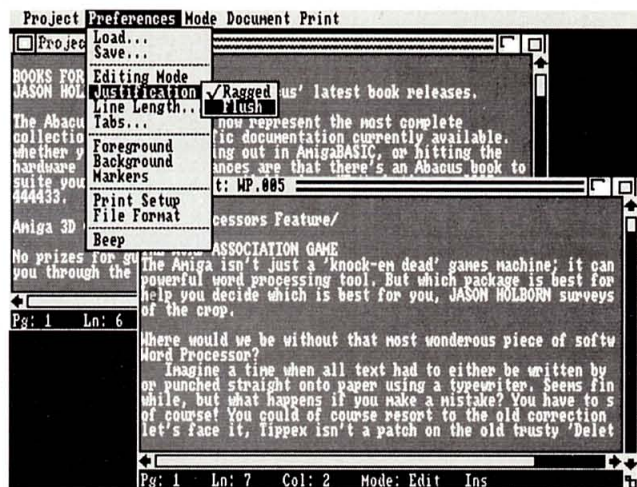 Project Preferences Mode Document Print
Projec
Load...
Save...
Editing Mode
Justification
Line Length..
Tabs...
Foreground
Background
Markers
Print Setup
File Format
Beep
✓Ragged
Flush
BOOKS FOR
JASON HOL us' latest book releases.
The Abacu now represent the most complete
collectio fic documentation currently available.
whether y ing out in AmigaBASIC, or hitting the
hardware ances are that there's an Abacus book to
suite you
444433.
Amiga 3D
No prizes for gu
you through the
Pg: 1 Ln: 6
t: WP.005
cessors Feature/
ASSOCIATION GAME
The Amiga isn't just a 'knock-em dead' games machine; it can
powerful word processing tool. But which package is best for
help you decide which is best for you, JASON HOLBORN surveys
of the crop.
Where would we be without that most wonderous piece of softw
Word Processor?
Imagine a time when all text had to either be written by
or punched straight onto paper using a typewriter. Seems fin
while, but what happens if you make a mistake? You have to s
of course! You could of course resort to the old correction
let's face it, Tippex isn't a patch on the old trusty 'Delet
Pg: 1 Ln: 7 Col: 2 Mode: Edit Ins